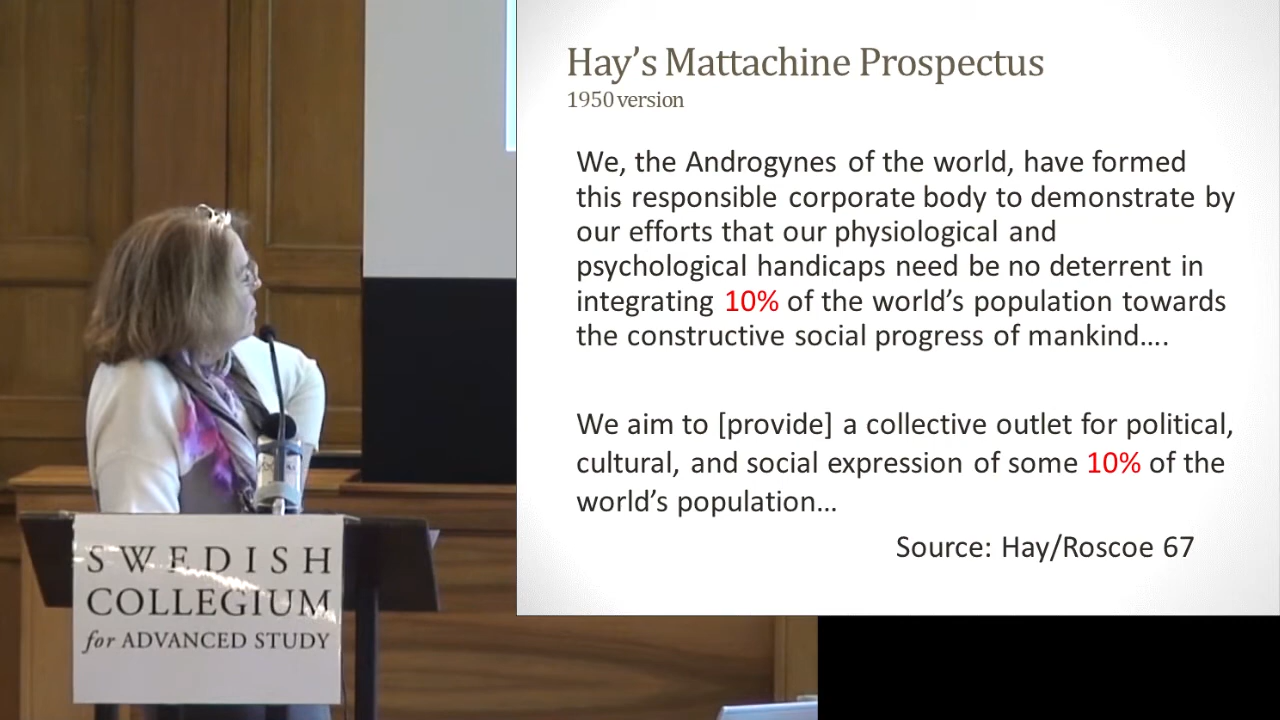 Hay's Mattachine Prospectus
1950 version
We, the Androgynes of the world, have formed
this responsible corporate body to demonstrate by
our efforts that our physiological and
psychological handicaps need be no deterrent in
integrating 10% of the world's population towards
the constructive social progress of mankind….
We aim to [provide] a collective outlet for political,
cultural, and social expression of some 10% of the
world's population…
Source: Hay/Roscoe 67
SWEDISH
COLLEGIUM
for ADVANCED STUDY